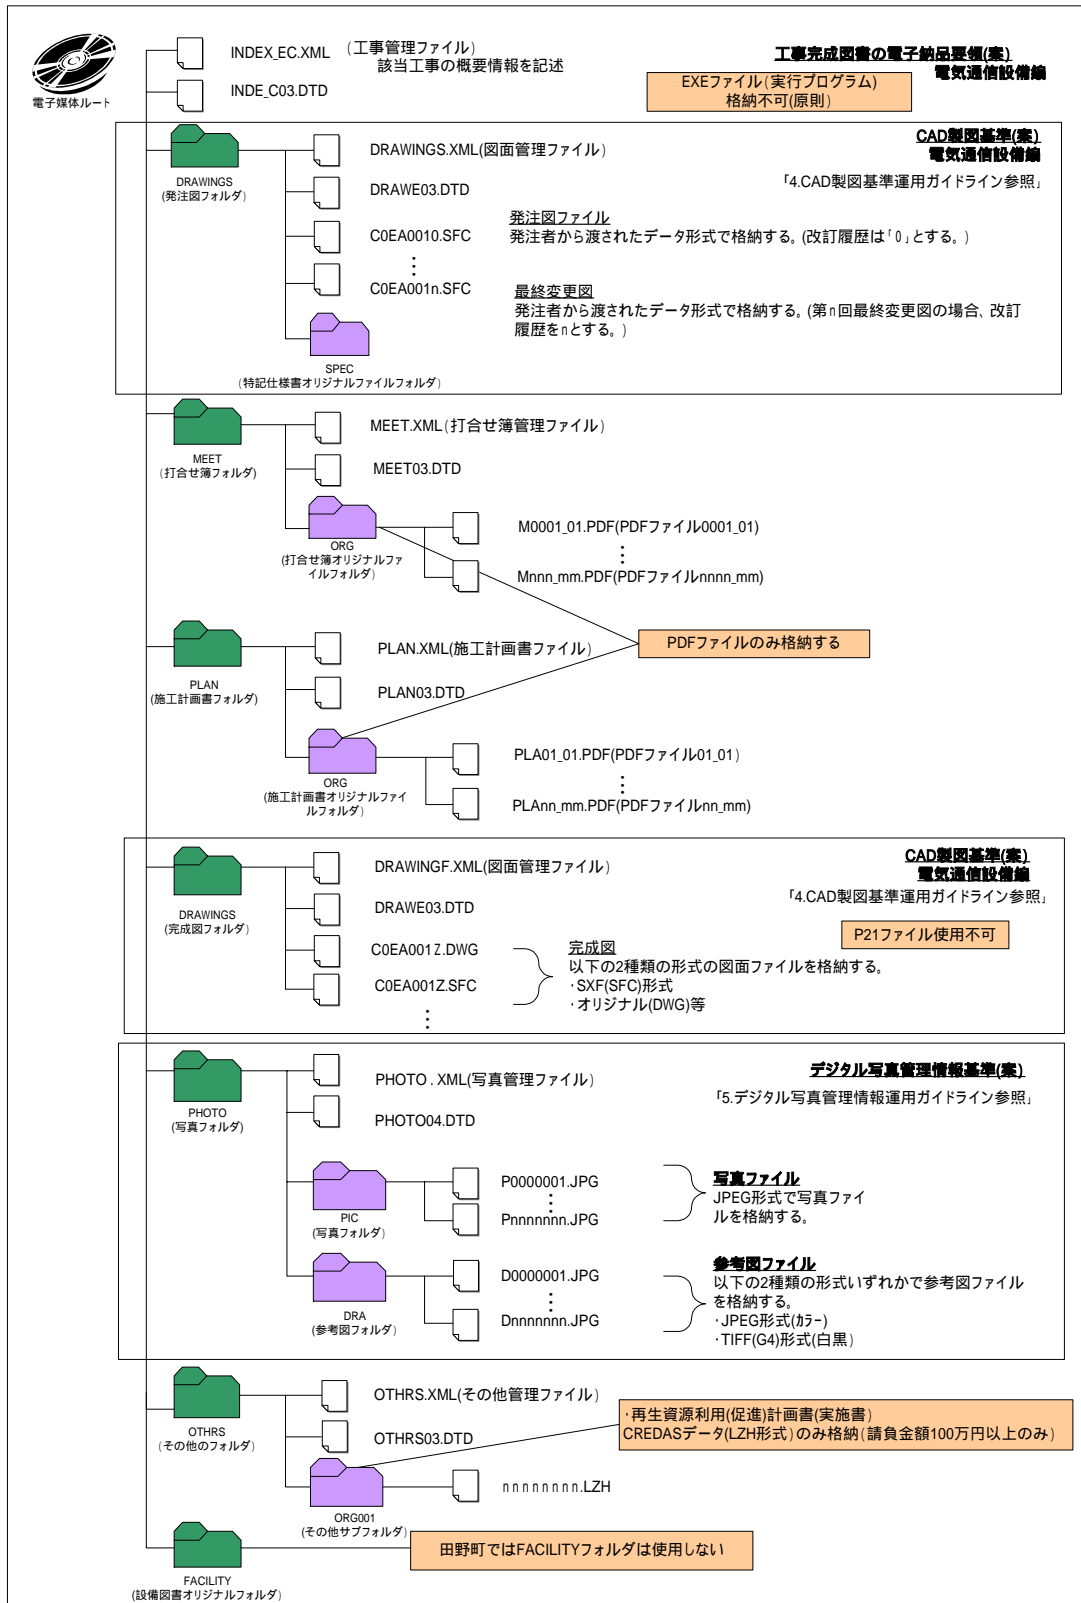 電子媒体ルート
INDEX_EC.XML (工事管理ファイル)
該当工事の概要情報を記述
INDE_C03.DTD
工事完成図書の電子納品要領(案)
電気通信設備編
EXEファイル(実行プログラム)
格納不可(原則)
DRAWINGS
(発注図フォルダ)
DRAWINGS.XML(図面管理ファイル)
DRAWE03.DTD
C0EA0010.SFC
⋮
C0EA001n.SFC
SPEC
(特記仕様書オリジナルファイルフォルダ)
CAD製図基準(案)
電気通信設備編
「4.CAD製図基準運用ガイドライン参照」
発注図ファイル
発注者から渡されたデータ形式で格納する。(改訂履歴は「0」とする。)
最終変更図
発注者から渡されたデータ形式で格納する。(第n回最終変更図の場合、改訂
履歴をnとする。)
MEET
(打合せ簿フォルダ)
MEET.XML(打合せ簿管理ファイル)
MEET03.DTD
ORG
(打合せ簿オリジナルファ
イルフォルダ)
M0001_01.PDF(PDFファイル0001_01)
⋮
Mnnn_mm.PDF(PDFファイルnnnn_mm)
PDFファイルのみ格納する
PLAN
(施工計画書フォルダ)
PLAN.XML(施工計画書ファイル)
PLAN03.DTD
ORG
(施工計画書オリジナルファイ
ルフォルダ)
PLA01_01.PDF(PDFファイル01_01)
⋮
PLAnn_mm.PDF(PDFファイルnn_mm)
DRAWINGS
(完成図フォルダ)
DRAWINGF.XML(図面管理ファイル)
DRAWE03.DTD
C0EA001Z.DWG
C0EA001Z.SFC
⋮
CAD製図基準(案)
電気通信設備編
「4.CAD製図基準運用ガイドライン参照」
P21ファイル使用不可
完成図
以下の2種類の形式の図面ファイルを格納する。
・SXF(SFC)形式
・オリジナル(DWG)等
PHOTO
(写真フォルダ)
PHOTO.XML(写真管理ファイル)
PHOTO04.DTD
デジタル写真管理情報基準(案)
「5.デジタル写真管理情報運用ガイドライン参照」
PIC
(写真フォルダ)
P0000001.JPG
⋮
Pnnnnnnn.JPG
写真ファイル
JPEG形式で写真ファイ
ルを格納する。
DRA
(参考図フォルダ)
D0000001.JPG
⋮
Dnnnnnnn.JPG
参考図ファイル
以下の2種類の形式いずれかで参考図ファイル
を格納する。
・JPEG形式(カラー)
・TIFF(G4)形式(白黒)
OTHRS
(その他のフォルダ)
OTHRS.XML(その他管理ファイル)
OTHRS03.DTD
ORG001
(その他サブフォルダ)
nnnnnnnn.LZH
・再生資源利用(促進)計画書(実施書)
CREDASデータ(LZH形式)のみ格納(請負金額100万円以上のみ)
FACILITY
(設備図書オリジナルフォルダ)
田野町ではFACILITYフォルダは使用しない